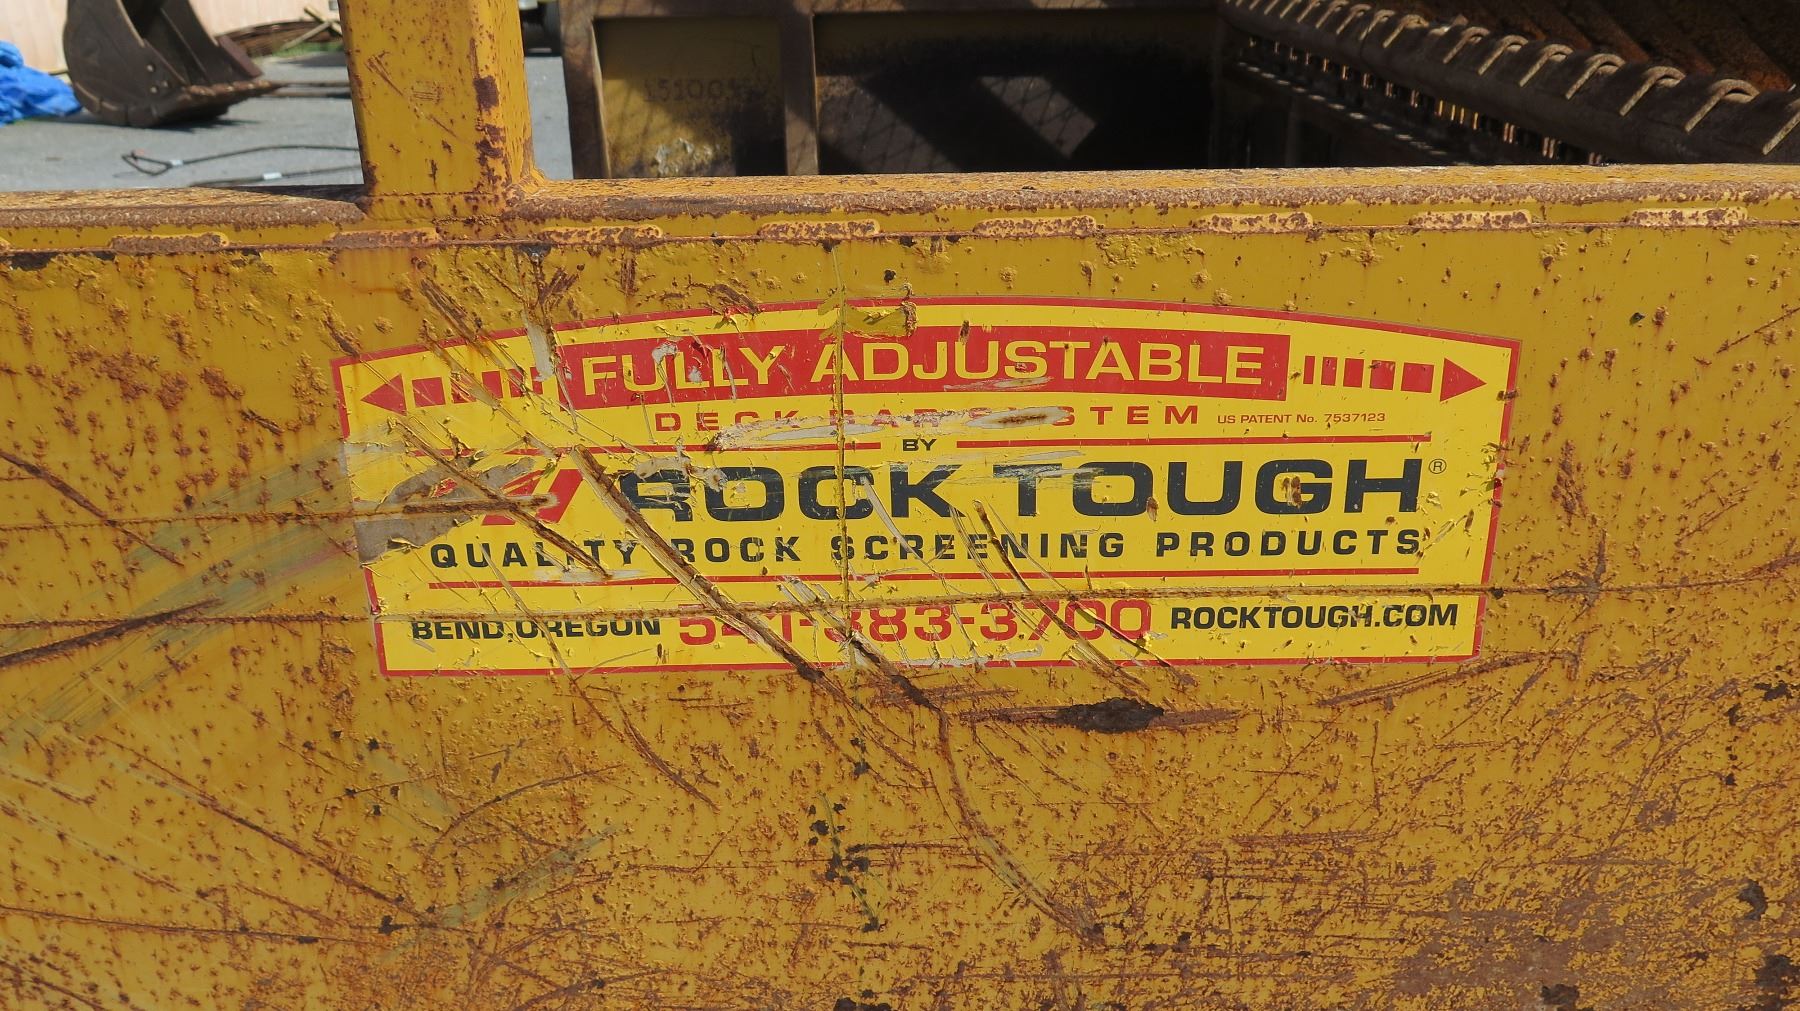 FULLY ADJUSTABLE
DECK BAR SYSTEM US PATENT No. 7537123
BY
ROCK TOUGH®
QUALITY ROCK SCREENING PRODUCTS
BEND, OREGON 541-383-3700 ROCKTOUGH.COM